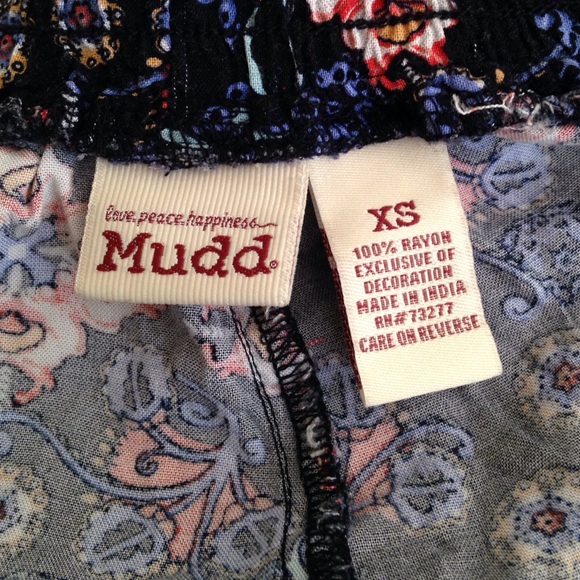 love.peace.happiness
Mudd®
XS
100% RAYON
EXCLUSIVE OF
DECORATION
MADE IN INDIA
RN#73277
CARE ON REVERSE